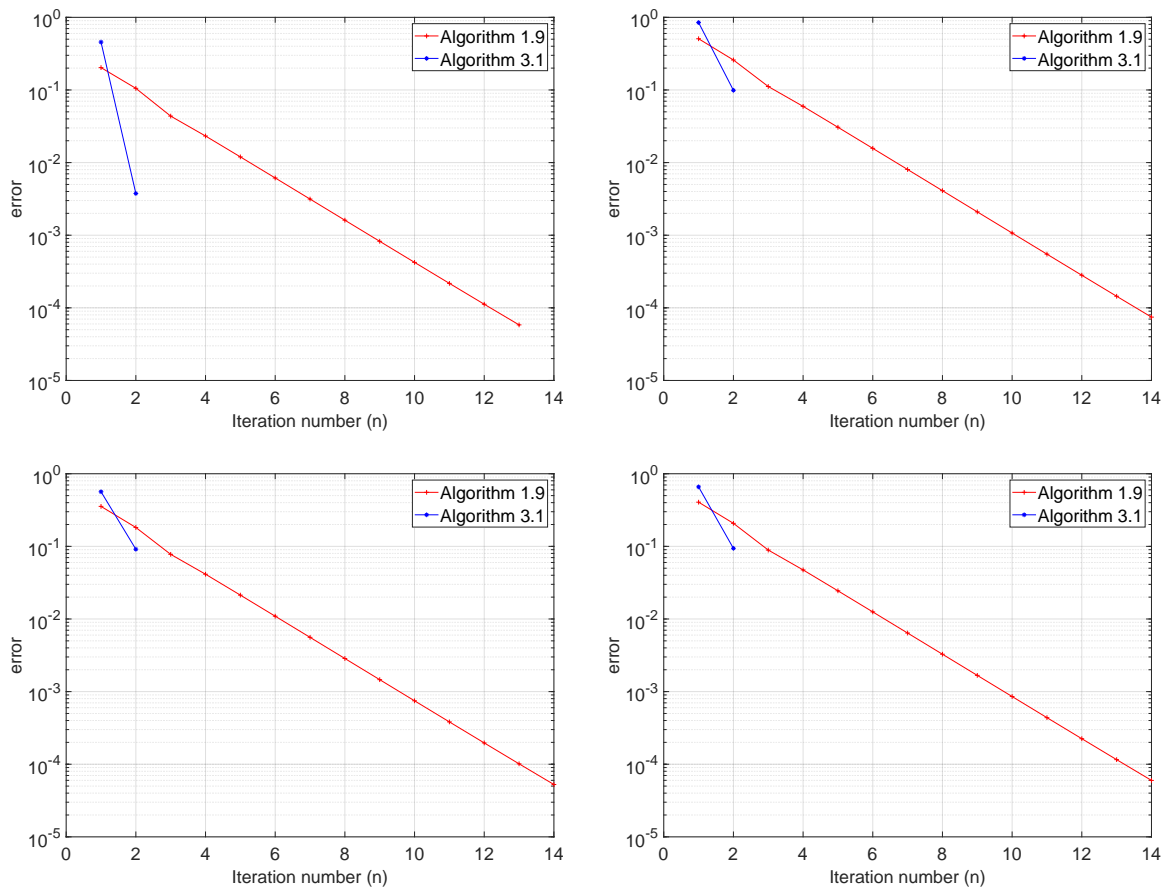 10^0
10^-1
10^-2
10^-3
10^-4
10^-5
error
0 2 4 6 8 10 12 14
Iteration number (n)
Algorithm 1.9
Algorithm 3.1
10^0
10^-1
10^-2
10^-3
10^-4
10^-5
error
0 2 4 6 8 10 12 14
Iteration number (n)
Algorithm 1.9
Algorithm 3.1
10^0
10^-1
10^-2
10^-3
10^-4
10^-5
error
0 2 4 6 8 10 12 14
Iteration number (n)
Algorithm 1.9
Algorithm 3.1
10^0
10^-1
10^-2
10^-3
10^-4
10^-5
error
0 2 4 6 8 10 12 14
Iteration number (n)
Algorithm 1.9
Algorithm 3.1